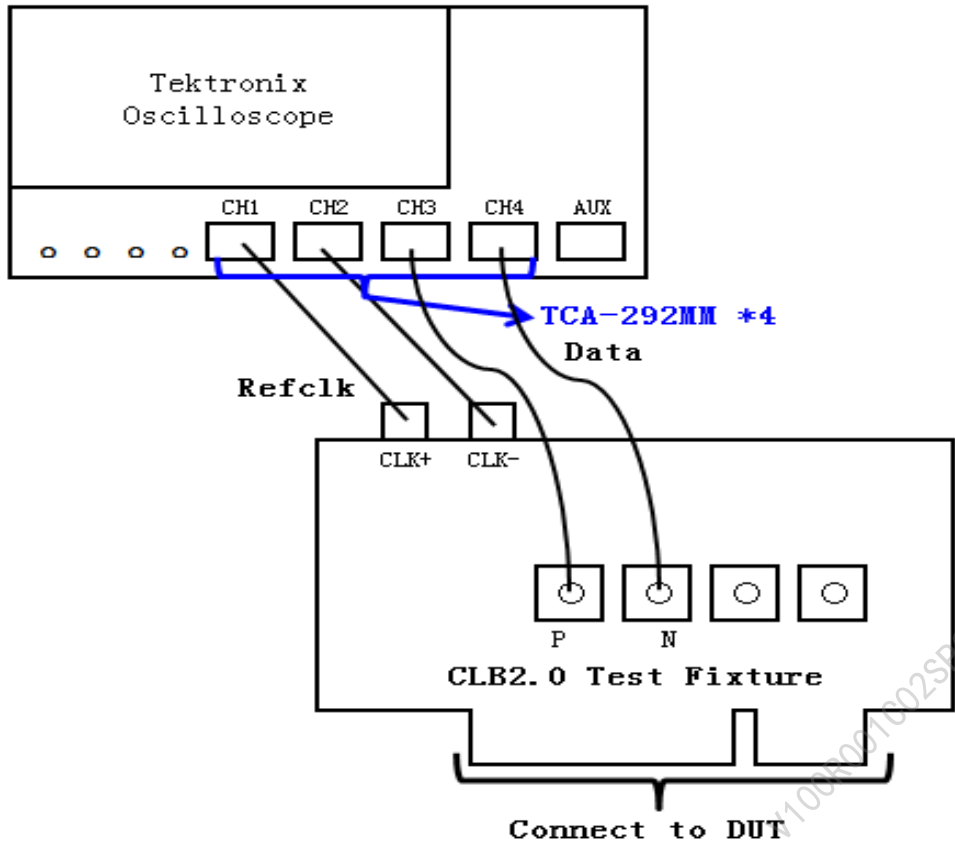 Tektronix
Oscilloscope
CH1 CH2 CH3 CH4 AUX
TCA-292MM *4
Data
Refclk
CLK+ CLK-
P N
CLB2.0 Test Fixture
Connect to DUT